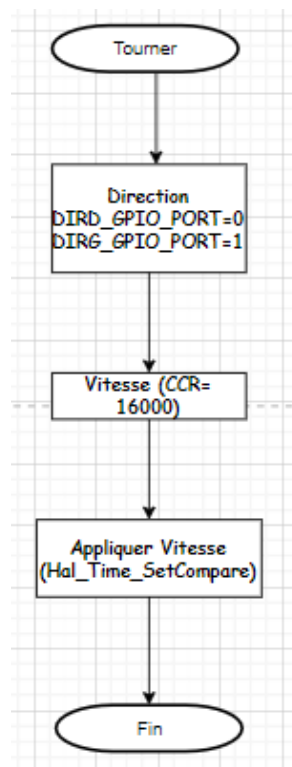 Tourner
Direction
DIRD_GPIO_PORT=0
DIRG_GPIO_PORT=1
Vitesse (CCR=
16000)
Appliquer Vitesse
(Hal_Time_SetCompare)
Fin